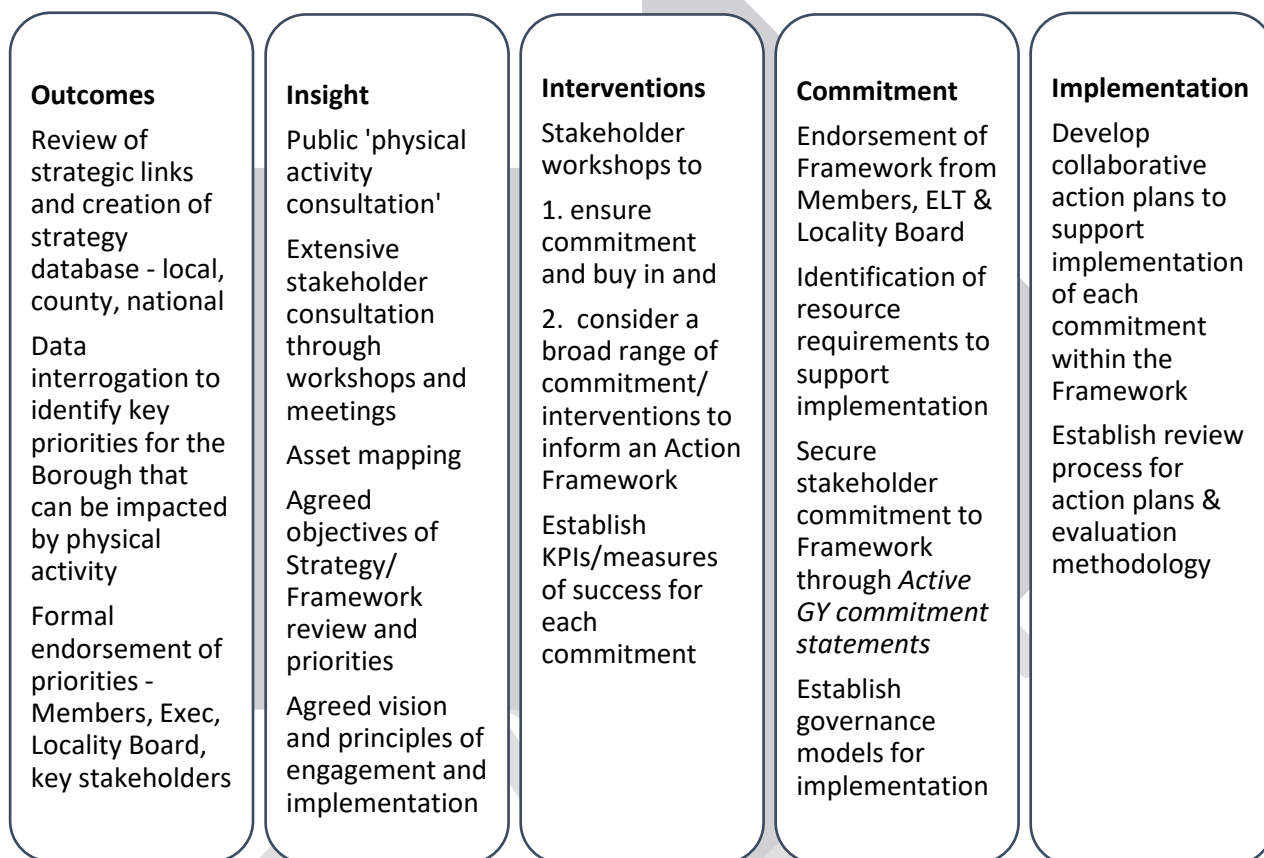 Outcomes
Review of
strategic links
and creation of
strategy
database - local,
county, national
Data
interrogation to
identify key
priorities for the
Borough that
can be impacted
by physical
activity
Formal
endorsement of
priorities -
Members, Exec,
Locality Board,
key stakeholders
Insight
Public 'physical
activity
consultation'
Extensive
stakeholder
consultation
through
workshops and
meetings
Asset mapping
Agreed
objectives of
Strategy/
Framework
review and
priorities
Agreed vision
and principles of
engagement and
implementation
Interventions
Stakeholder
workshops to
1. ensure
commitment
and buy in and
2. consider a
broad range of
commitment/
interventions to
inform an Action
Framework
Establish
KPIs/measures
of success for
each
commitment
Commitment
Endorsement of
Framework from
Members, ELT &
Locality Board
Identification of
resource
requirements to
support
implementation
Secure
stakeholder
commitment to
Framework
through Active
GY commitment
statements
Establish
governance
models for
implementation
Implementation
Develop
collaborative
action plans to
support
implementation
of each
commitment
within the
Framework
Establish review
process for
action plans &
evaluation
methodology